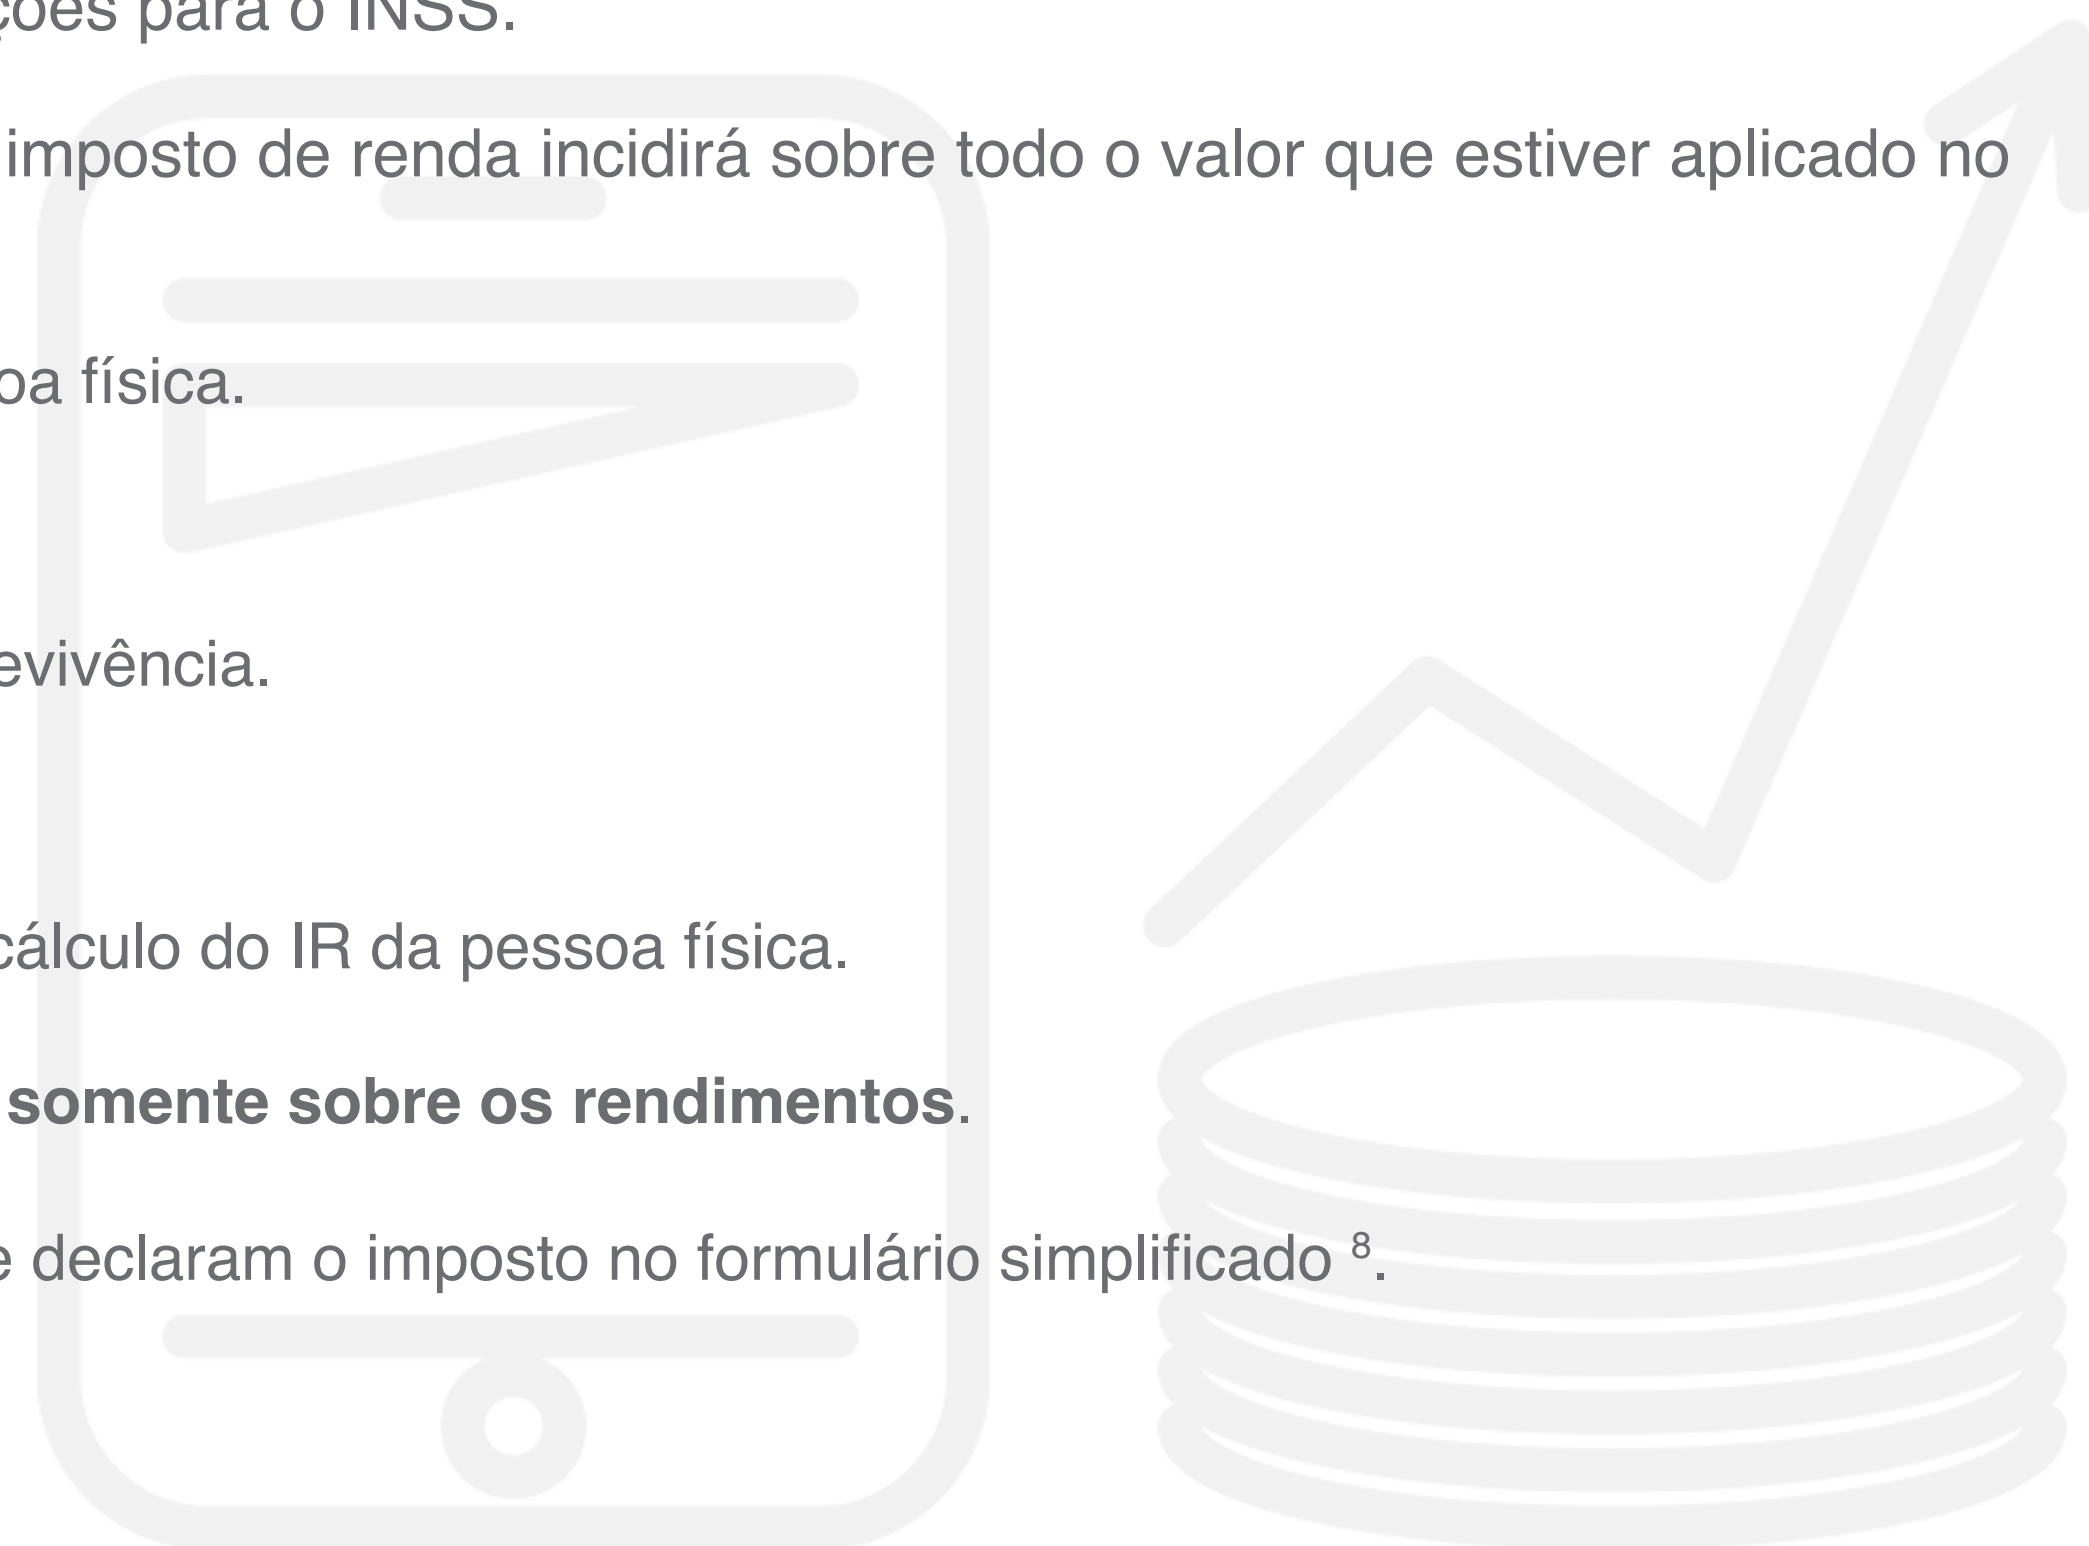 ções para o INSS.
imposto de renda incidirá sobre todo o valor que estiver aplicado no
oa física.
evivência.
cálculo do IR da pessoa física.
somente sobre os rendimentos.
e declaram o imposto no formulário simplificado ⁸.